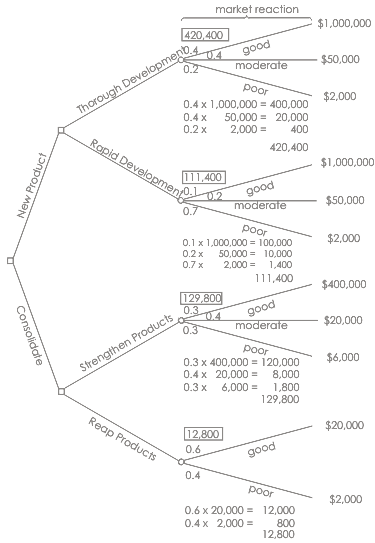 market reaction
$1,000,000
420,400
0.4
0.4
good
Thorough Development
moderate
$50,000
0.2
poor
$2,000
0.4 x 1,000,000 = 400,000
0.4 x 50,000 = 20,000
0.2 x 2,000 = 400
420,400
New Product
Rapid Development
$1,000,000
111,400
0.1
0.2
good
moderate
$50,000
0.7
poor
$2,000
0.1 x 1,000,000 = 100,000
0.2 x 50,000 = 10,000
0.7 x 2,000 = 1,400
111,400
Consolidate
Strengthen Products
$400,000
129,800
0.3
0.4
good
moderate
$20,000
0.3
poor
$6,000
0.3 x 400,000 = 120,000
0.4 x 20,000 = 8,000
0.3 x 6,000 = 1,800
129,800
Reap Products
$20,000
12,800
0.6
good
0.4
poor
$2,000
0.6 x 20,000 = 12,000
0.4 x 2,000 = 800
12,800